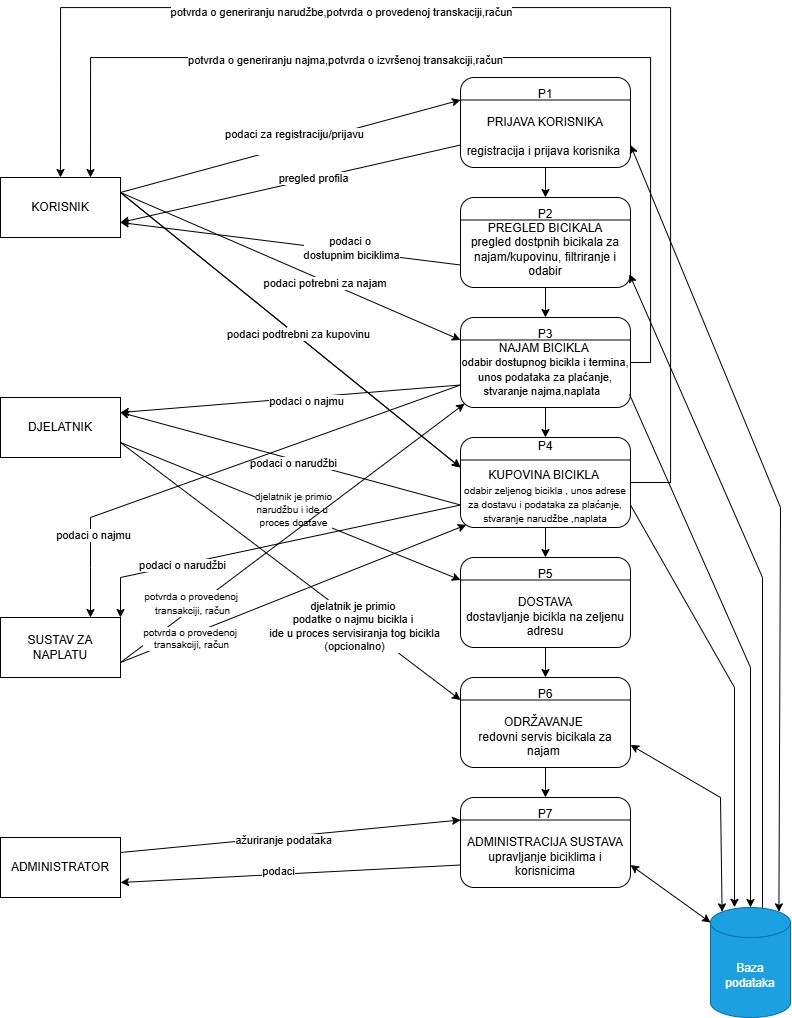 potvrda o generiranju narudžbe,potvrda o provedenoj transkaciji,račun
potvrda o generiranju najma,potvrda o izvršenoj transakciji,račun
P1
PRIJAVA KORISNIKA
registracija i prijava korisnika
podaci za registraciju/prijavu
pregled profila
KORISNIK
P2
PREGLED BICIKALA
pregled dostpnih bicikala za
najam/kupovinu, filtriranje i
odabir
podaci o
dostupnim biciklima
podaci potrebni za najam
podaci podtrebni za kupovinu
P3
NAJAM BICIKLA
odabir dostupnog bicikla i termina,
unos podataka za plaćanje,
stvaranje najma,naplata
podaci o najmu
DJELATNIK
P4
KUPOVINA BICIKLA
odabir zeljenog bicikla , unos adrese
za dostavu i podataka za plaćanje,
stvaranje narudžbe ,naplata
podaci o narudžbi
djelatnik je primio
narudžbu i ide u
proces dostave
podaci o najmu
podaci o narudžbi
P5
DOSTAVA
dostavljanje bicikla na zeljenu
adresu
potvrda o provedenoj
transakciji, račun
djelatnik je primio
podatke o najmu bicikla i
ide u proces servisiranja tog bicikla
(opcionalno)
SUSTAV ZA
NAPLATU
potvrda o provedenoj
transakciji, račun
P6
ODRŽAVANJE
redovni servis bicikala za
najam
P7
ADMINISTRACIJA SUSTAVA
upravljanje biciklima i
korisnicima
ažuriranje podataka
ADMINISTRATOR
podaci
Baza
podataka